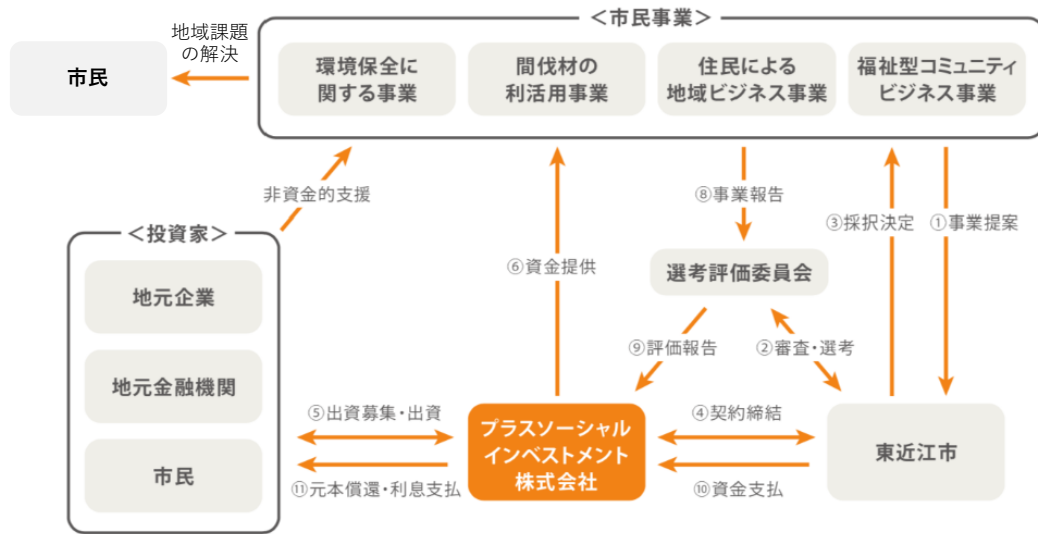 ＜市民事業＞
地域課題
の解決
市民
環境保全に
関する事業
間伐材の
利活用事業
住民による
地域ビジネス事業
福祉型コミュニティ
ビジネス事業
非資金的支援
⑧事業報告
③採択決定
①事業提案
＜投資家＞
地元企業
地元金融機関
市民
⑥資金提供
選考評価委員会
⑨評価報告
②審査・選考
⑤出資募集・出資
プラスソーシャル
インベストメント
株式会社
④契約締結
東近江市
⑪元本償還・利息支払
⑩資金支払